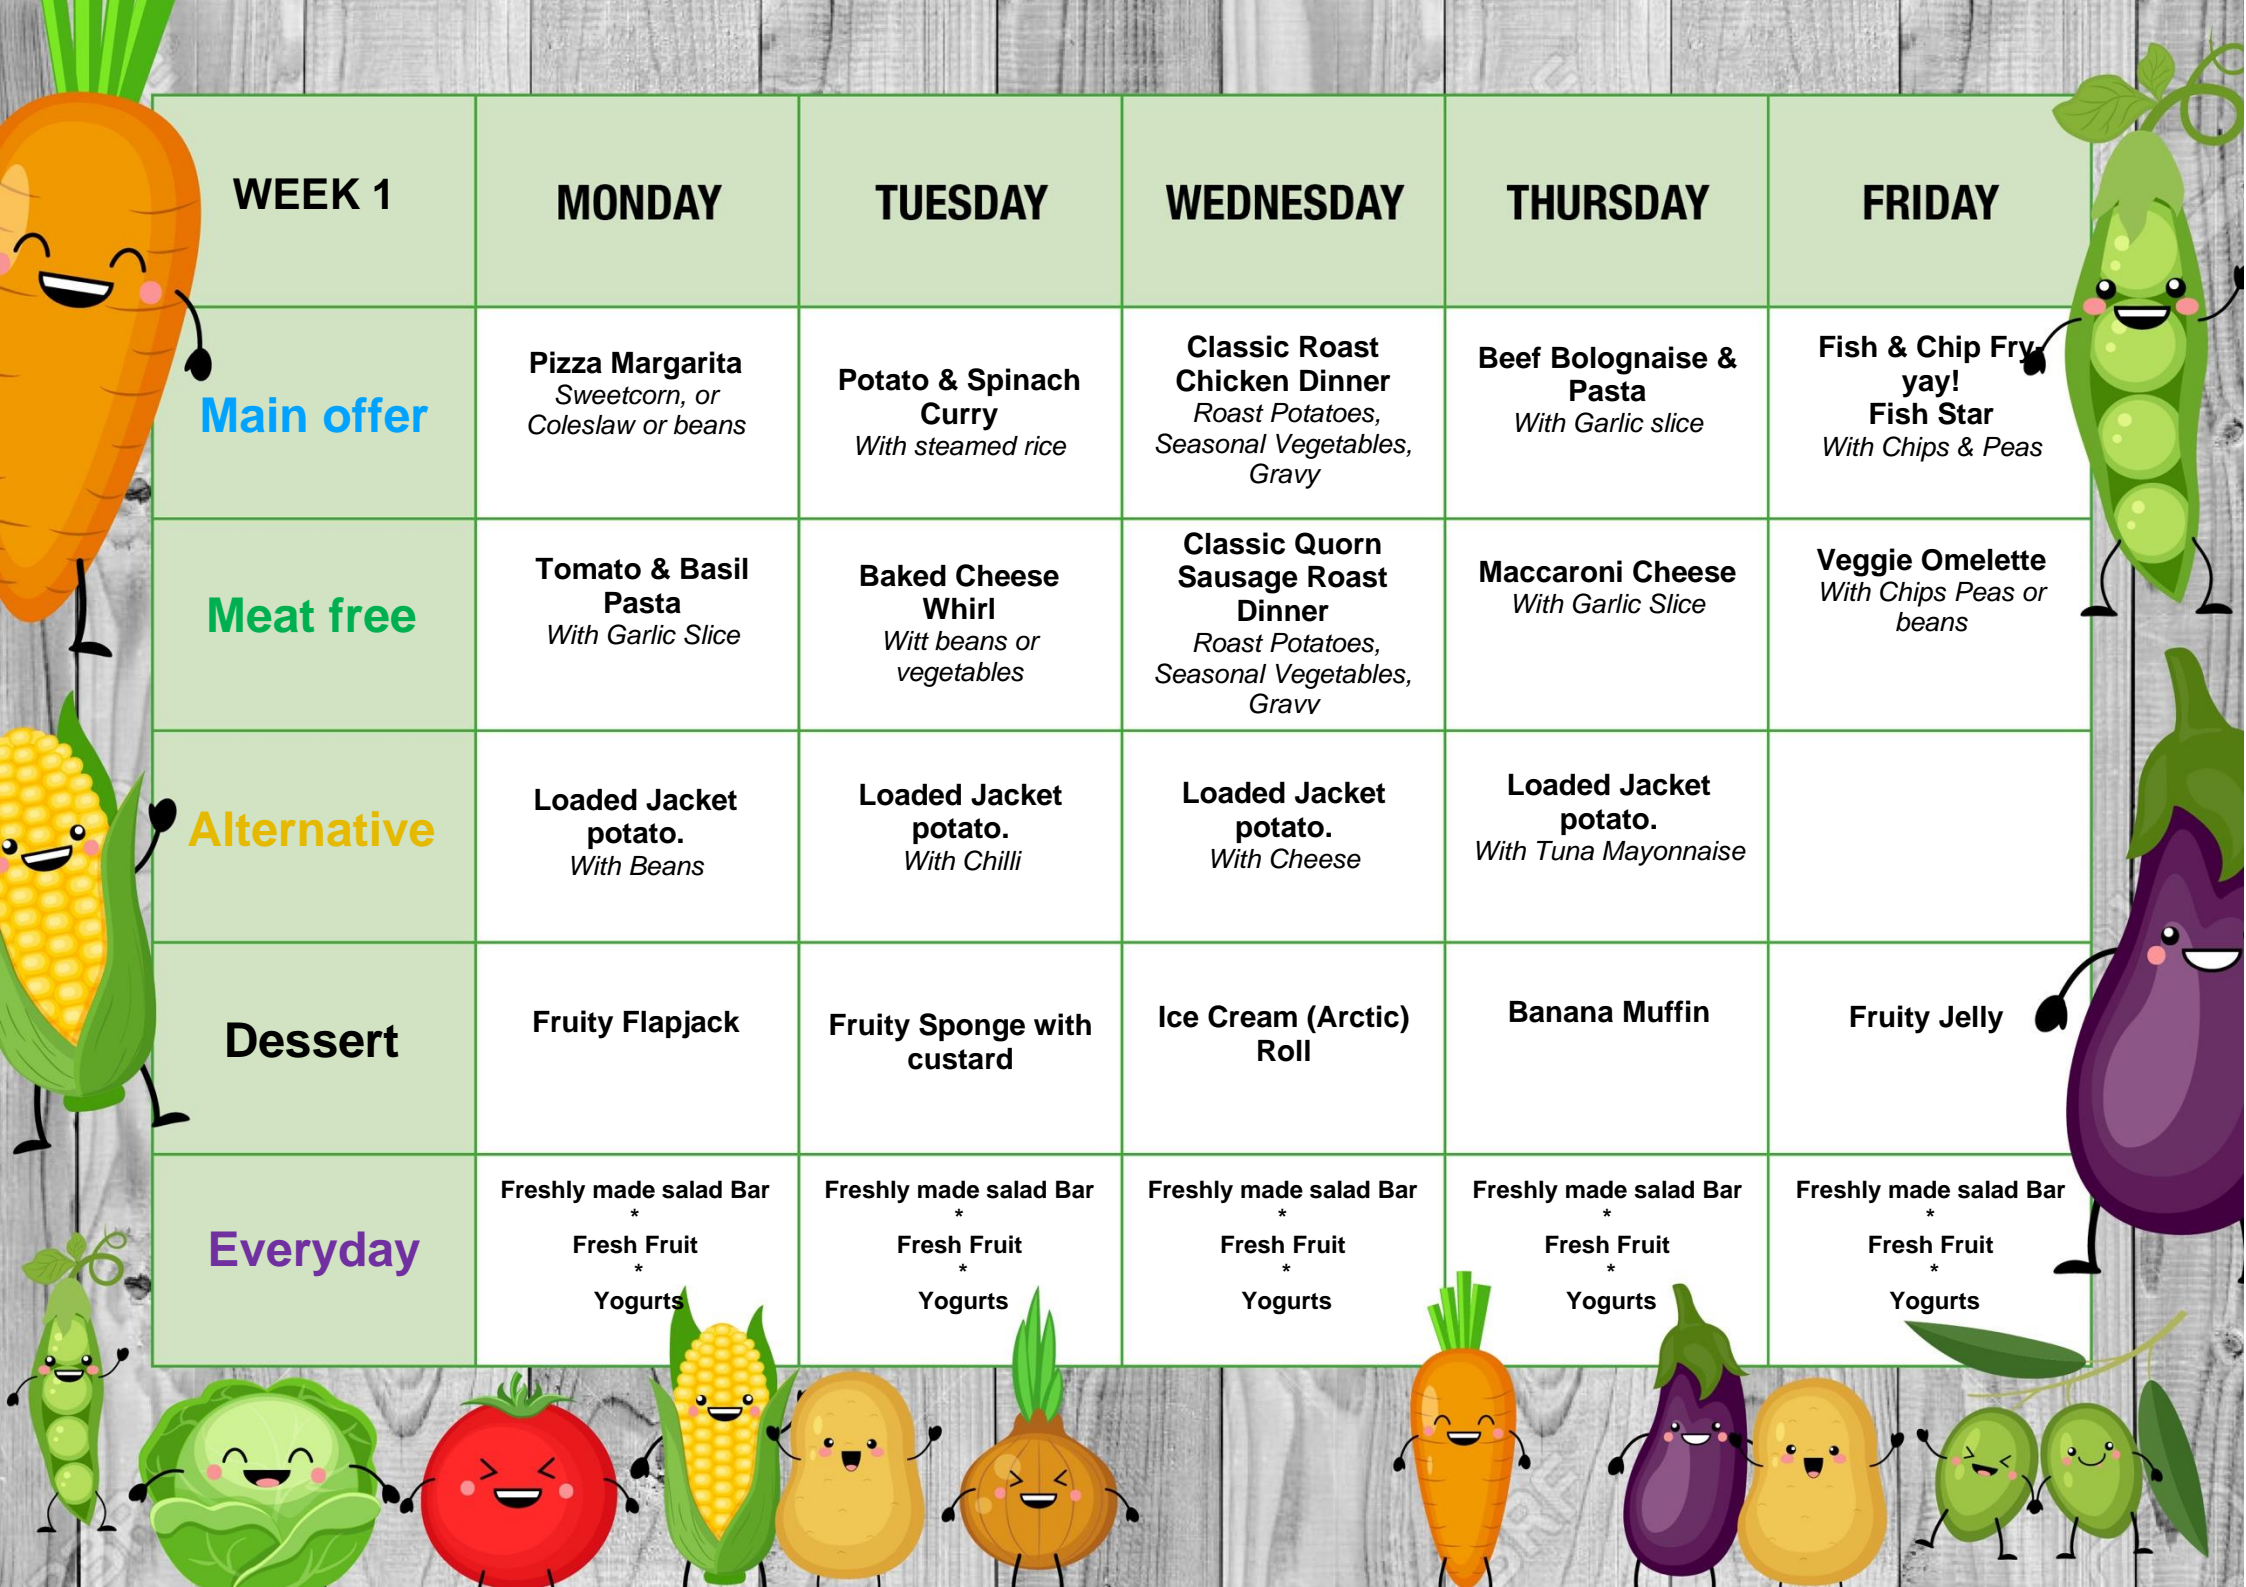 WEEK 1
MONDAY
TUESDAY
WEDNESDAY
THURSDAY
FRIDAY
Main offer
Pizza Margarita
Sweetcorn, or
Coleslaw or beans
Potato & Spinach
Curry
With steamed rice
Classic Roast
Chicken Dinner
Roast Potatoes,
Seasonal Vegetables,
Gravy
Beef Bolognaise &
Pasta
With Garlic slice
Fish & Chip Fry-
yay!
Fish Star
With Chips & Peas
Meat free
Tomato & Basil
Pasta
With Garlic Slice
Baked Cheese
Whirl
Witt beans or
vegetables
Classic Quorn
Sausage Roast
Dinner
Roast Potatoes,
Seasonal Vegetables,
Gravy
Maccaroni Cheese
With Garlic Slice
Veggie Omelette
With Chips Peas or
beans
Alternative
Loaded Jacket
potato.
With Beans
Loaded Jacket
potato.
With Chilli
Loaded Jacket
potato.
With Cheese
Loaded Jacket
potato.
With Tuna Mayonnaise
Dessert
Fruity Flapjack
Fruity Sponge with
custard
Ice Cream (Arctic)
Roll
Banana Muffin
Fruity Jelly
Everyday
Freshly made salad Bar
*
Fresh Fruit
*
Yogurts
Freshly made salad Bar
*
Fresh Fruit
*
Yogurts
Freshly made salad Bar
*
Fresh Fruit
*
Yogurts
Freshly made salad Bar
*
Fresh Fruit
*
Yogurts
Freshly made salad Bar
*
Fresh Fruit
*
Yogurts